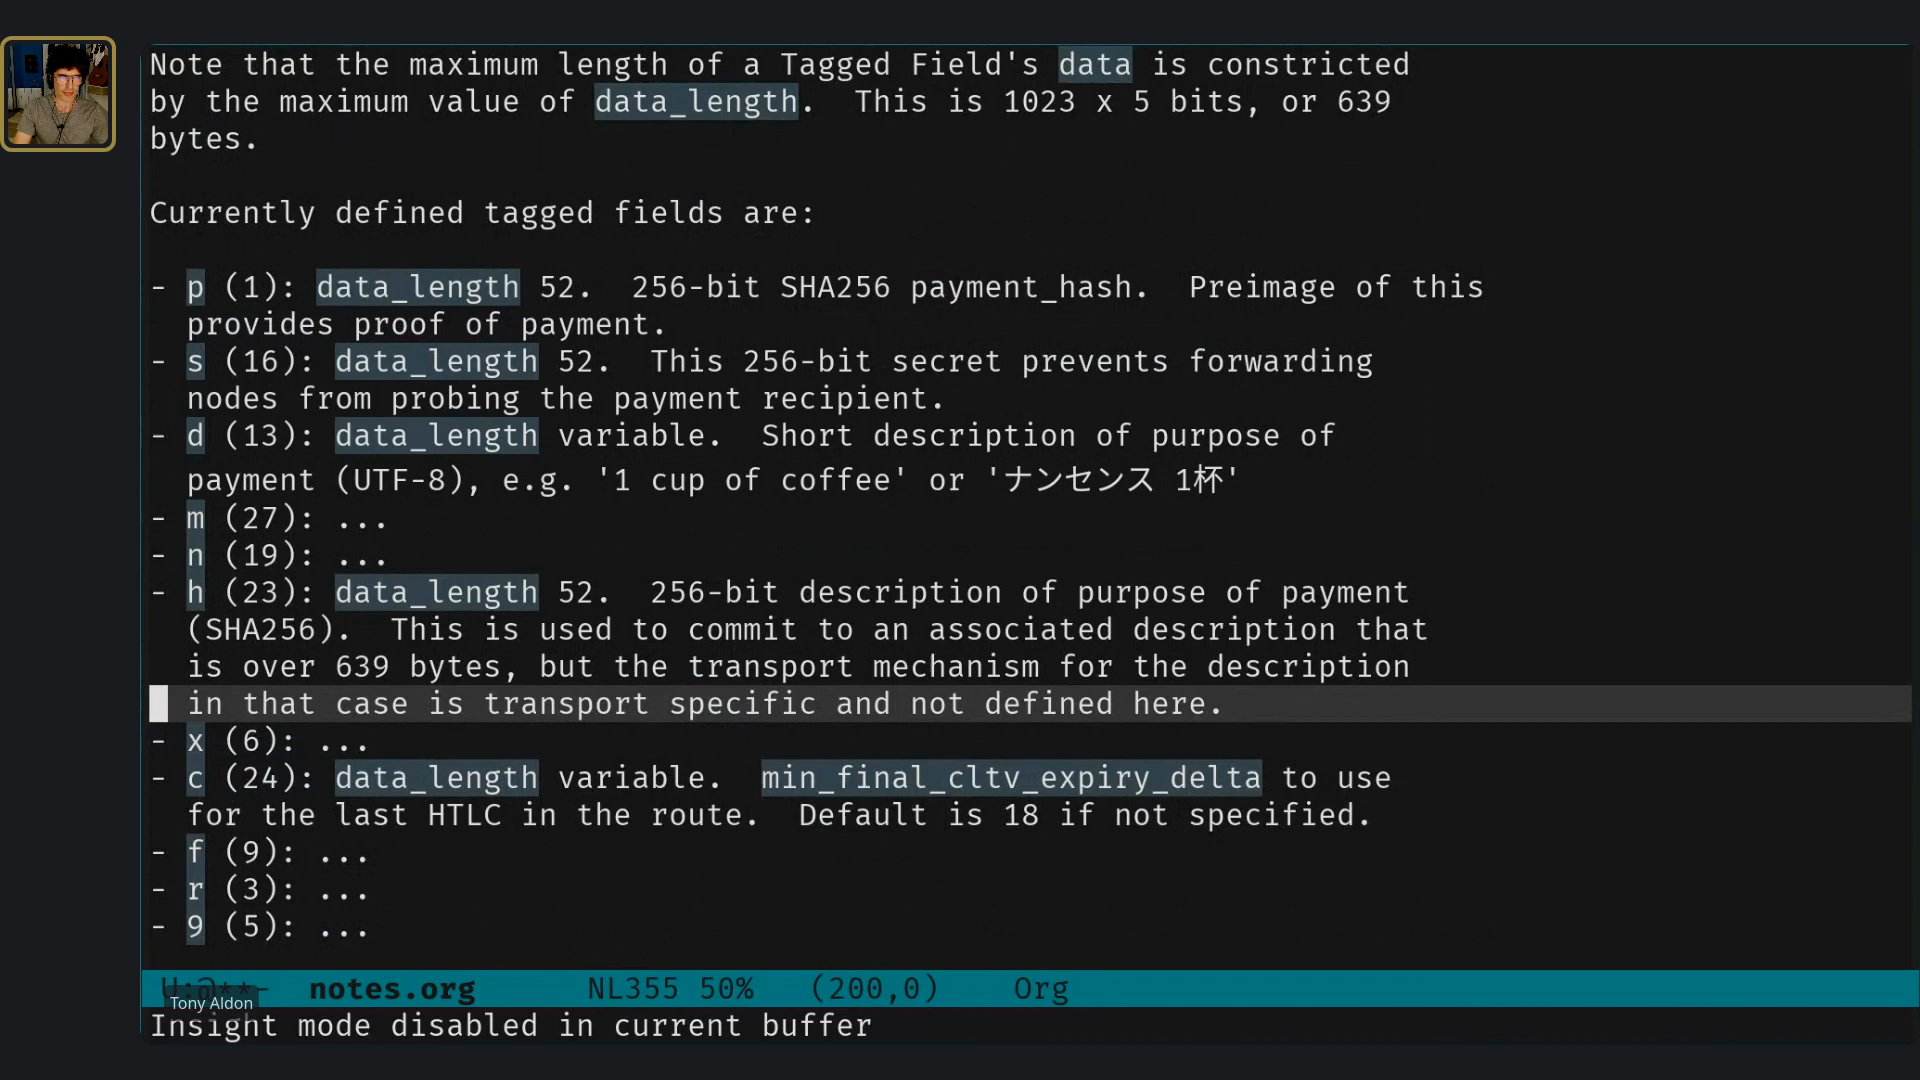 Note that the maximum length of a Tagged Field's data is constricted
by the maximum value of data_length.  This is 1023 x 5 bits, or 639
bytes.
Currently defined tagged fields are:
- p (1): data_length 52.  256-bit SHA256 payment_hash.  Preimage of this
provides proof of payment.
- s (16): data_length 52.  This 256-bit secret prevents forwarding
nodes from probing the payment recipient.
- d (13): data_length variable.  Short description of purpose of
payment (UTF-8), e.g. '1 cup of coffee' or 'ナンセンス 1杯'
- m (27): ...
- n (19): ...
- h (23): data_length 52.  256-bit description of purpose of payment
(SHA256).  This is used to commit to an associated description that
is over 639 bytes, but the transport mechanism for the description
in that case is transport specific and not defined here.
- x (6): ...
- c (24): data_length variable.  min_final_cltv_expiry_delta to use
for the last HTLC in the route.  Default is 18 if not specified.
- f (9): ...
- r (3): ...
- 9 (5): ...
U:@**-  notes.org      NL355 50%   (200,0)    Org
Tony Aldon
Insight mode disabled in current buffer